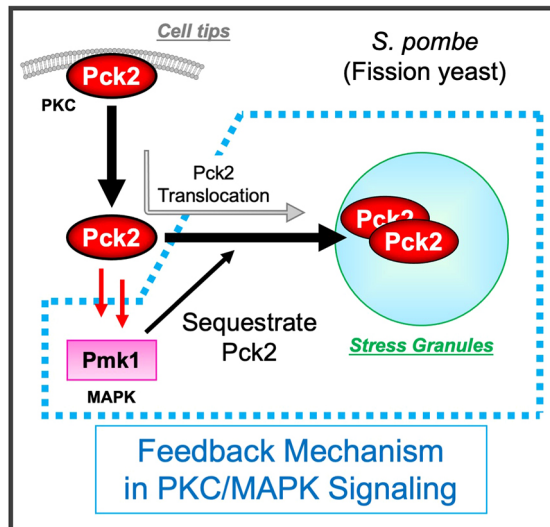 Cell tips
S. pombe
(Fission yeast)
Pck2
PKC
Pck2
Translocation
Pck2
Pck2
Pck2
Sequestrate
Pck2
Pmk1
MAPK
Stress Granules
Feedback Mechanism
in PKC/MAPK Signaling